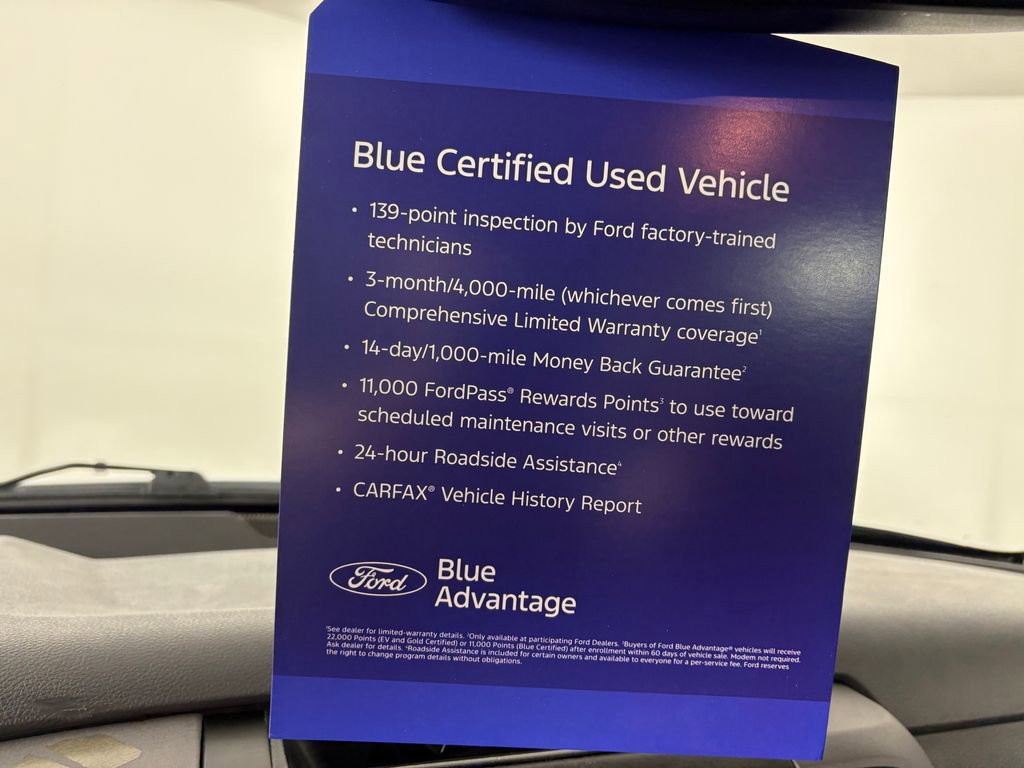 Blue Certified Used Vehicle
• 139-point inspection by Ford factory-trained
technicians
• 3-month/4,000-mile (whichever comes first)
Comprehensive Limited Warranty coverage¹
• 14-day/1,000-mile Money Back Guarantee²
• 11,000 FordPass® Rewards Points³ to use toward
scheduled maintenance visits or other rewards
• 24-hour Roadside Assistance⁴
• CARFAX® Vehicle History Report
Ford
Blue
Advantage
¹See dealer for limited-warranty details. ²Only available at participating Ford Dealers. ³Buyers of Ford Blue Advantage® vehicles will receive
22,000 Points (EV and Gold Certified) or 11,000 Points (Blue Certified) after enrollment within 60 days of vehicle sale. Modem not required.
Ask dealer for details. ⁴Roadside Assistance is included for certain owners and available to everyone for a per-service fee. Ford reserves
the right to change program details without obligations.